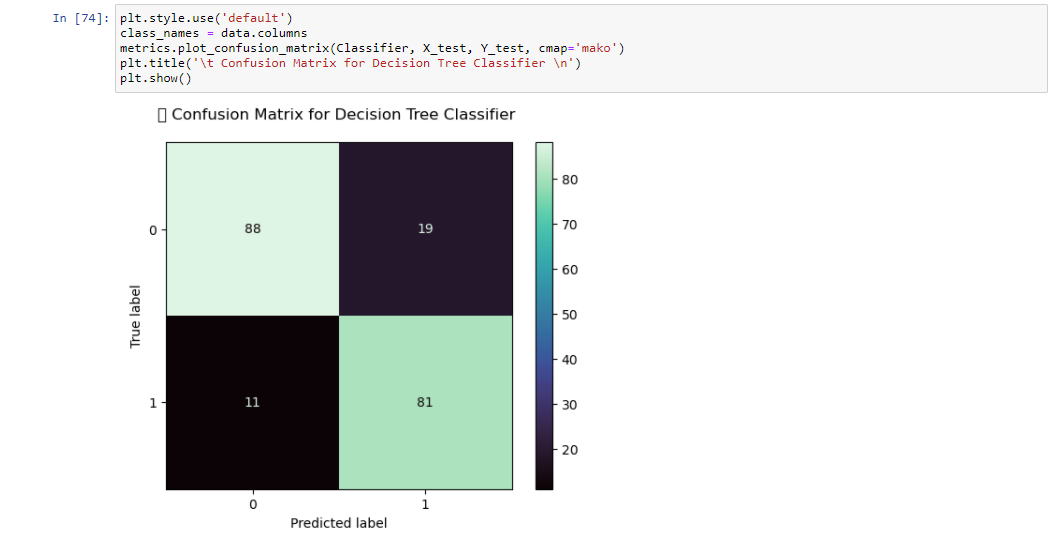 In [74]: plt.style.use('default')
class_names = data.columns
metrics.plot_confusion_matrix(Classifier, X_test, Y_test, cmap='mako')
plt.title('\t Confusion Matrix for Decision Tree Classifier \n')
plt.show()
▯ Confusion Matrix for Decision Tree Classifier
80
70
60
50
40
30
20
True label
0
88
19
1
11
81
0
1
Predicted label